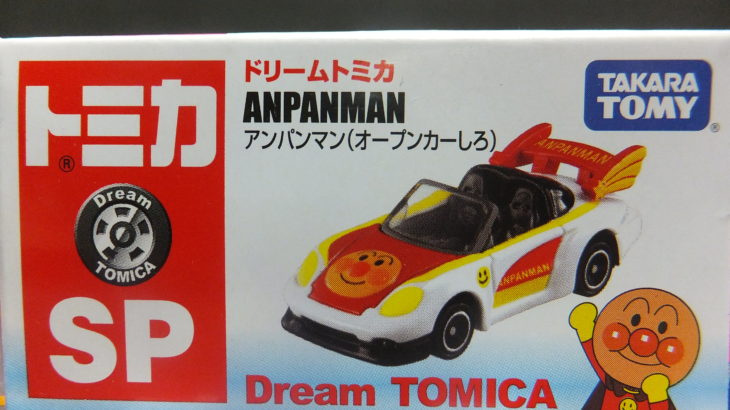 トミカ
®
Dream
TOMICA
SP
ドリームトミカ
ANPANMAN
アンパンマン(オープンカーしろ)
TAKARA
TOMY
®
ANPANMAN
ANPANMAN
Dream TOMICA